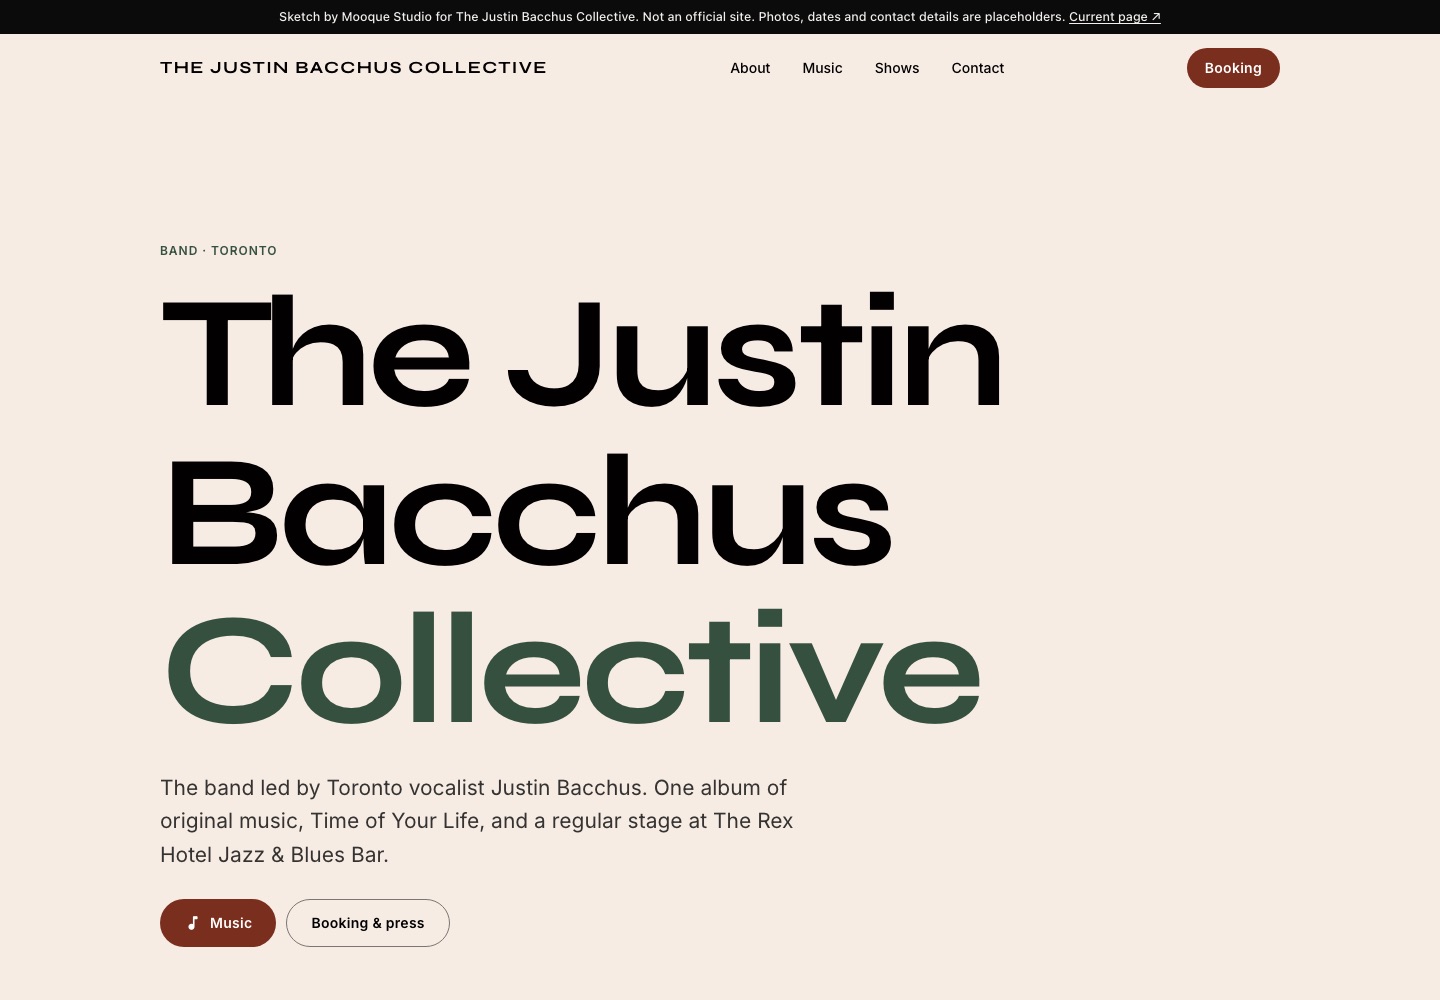 Sketch by Mooque Studio for The Justin Bacchus Collective. Not an official site. Photos, dates and contact details are placeholders. Current page ↗
THE JUSTIN BACCHUS COLLECTIVE
About
Music
Shows
Contact
Booking
BAND · TORONTO
The Justin
Bacchus
Collective
The band led by Toronto vocalist Justin Bacchus. One album of
original music, Time of Your Life, and a regular stage at The Rex
Hotel Jazz & Blues Bar.
Music
Booking & press